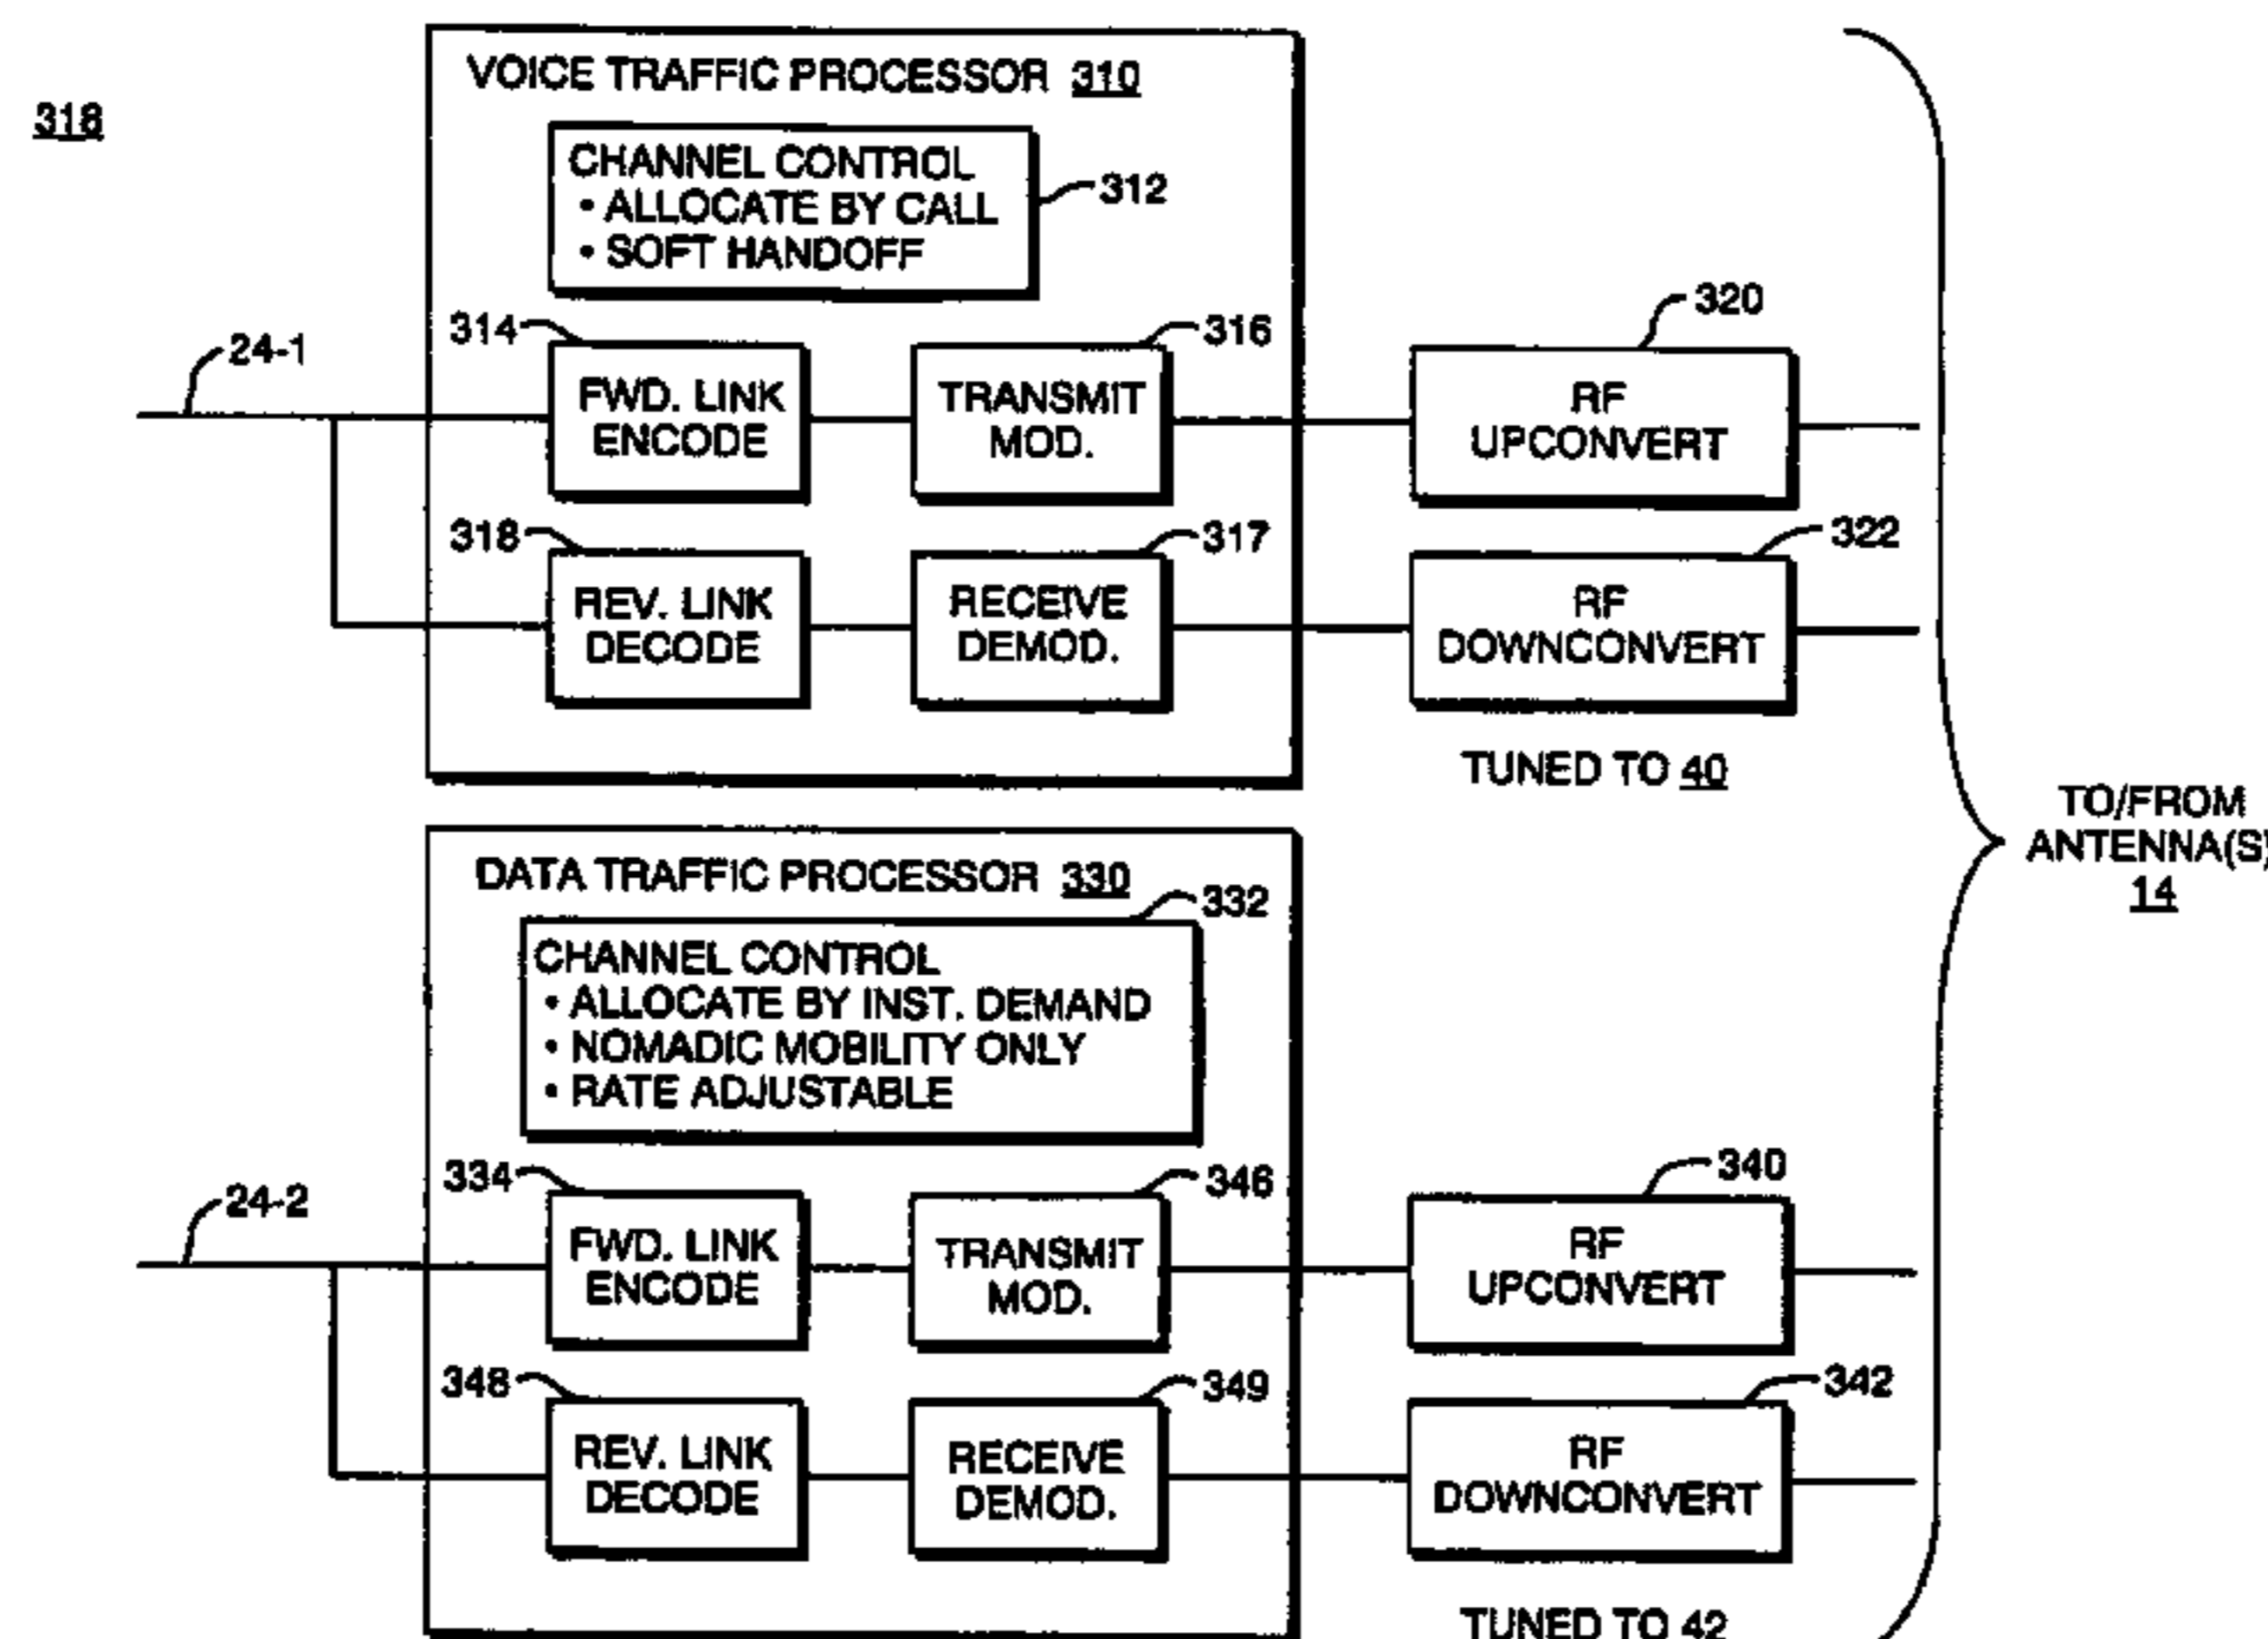 318
VOICE TRAFFIC PROCESSOR 310
CHANNEL CONTROL
• ALLOCATE BY CALL
• SOFT HANDOFF
312
24-1
314
FWD. LINK
ENCODE
316
TRANSMIT
MOD.
320
RF
UPCONVERT
318
REV. LINK
DECODE
317
RECEIVE
DEMOD.
322
RF
DOWNCONVERT
TUNED TO 40
TO/FROM
ANTENNA(S)
14
DATA TRAFFIC PROCESSOR 330
332
CHANNEL CONTROL
• ALLOCATE BY INST. DEMAND
• NOMADIC MOBILITY ONLY
• RATE ADJUSTABLE
24-2
334
FWD. LINK
ENCODE
346
TRANSMIT
MOD.
340
RF
UPCONVERT
348
REV. LINK
DECODE
349
RECEIVE
DEMOD.
342
RF
DOWNCONVERT
TUNED TO 42